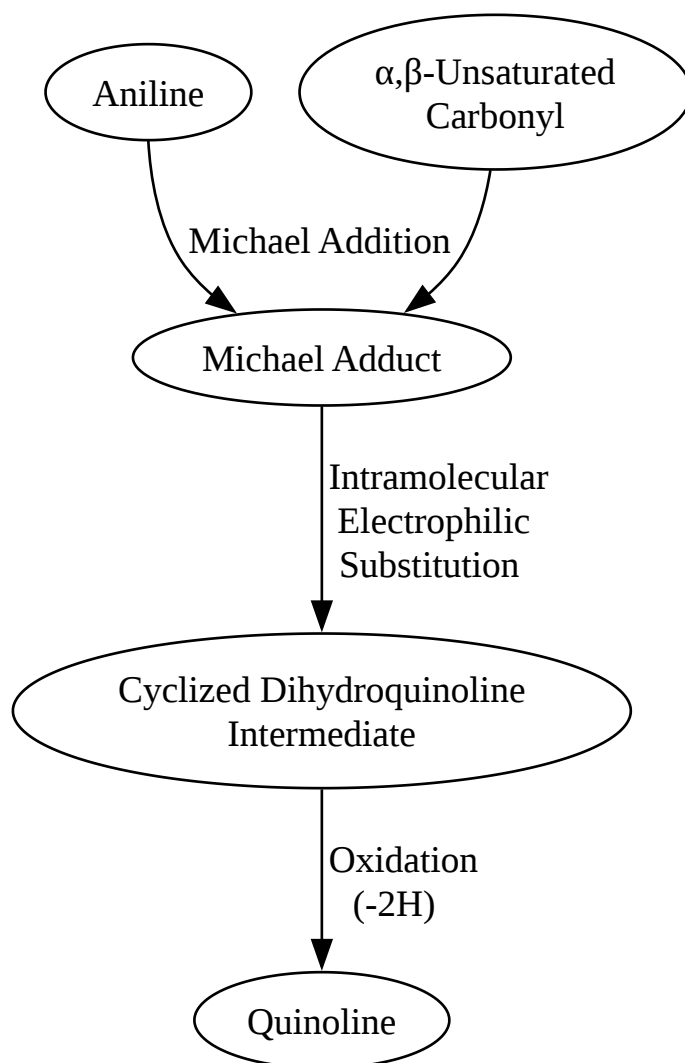 Aniline
α,β-Unsaturated
Carbonyl
Michael Addition
Michael Adduct
Intramolecular
Electrophilic
Substitution
Cyclized Dihydroquinoline
Intermediate
Oxidation
(-2H)
Quinoline